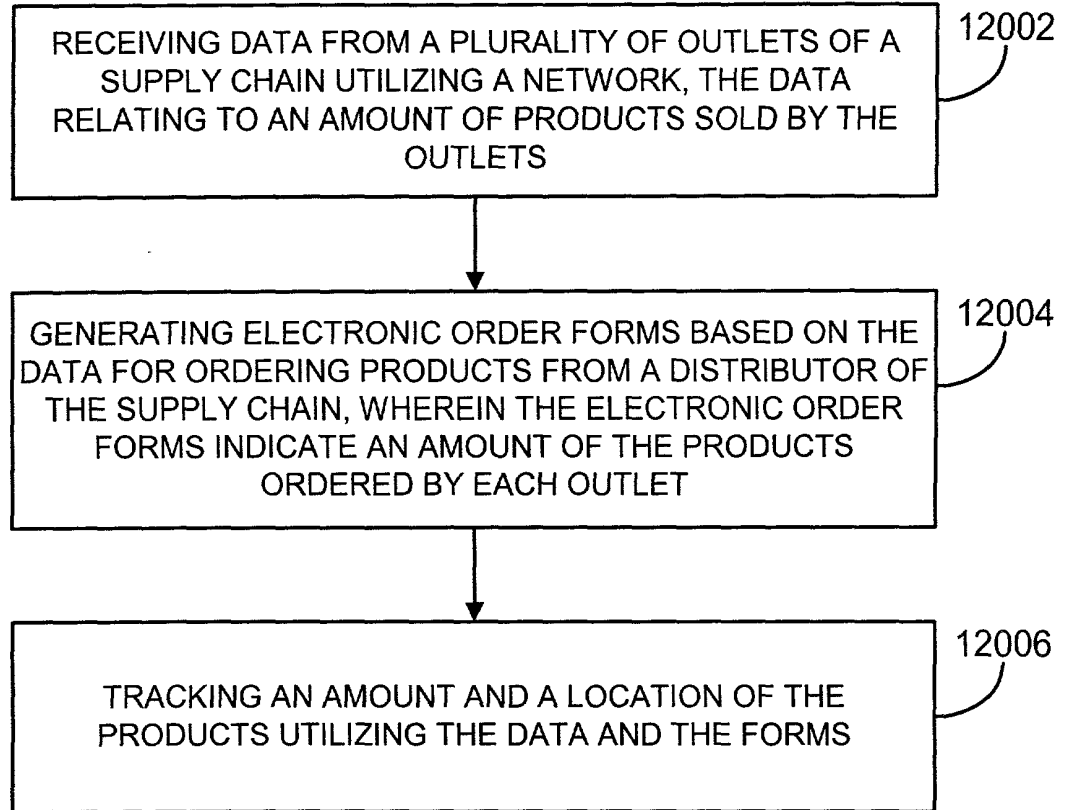 RECEIVING DATA FROM A PLURALITY OF OUTLETS OF A
SUPPLY CHAIN UTILIZING A NETWORK, THE DATA
RELATING TO AN AMOUNT OF PRODUCTS SOLD BY THE
OUTLETS
12002
GENERATING ELECTRONIC ORDER FORMS BASED ON THE
DATA FOR ORDERING PRODUCTS FROM A DISTRIBUTOR OF
THE SUPPLY CHAIN, WHEREIN THE ELECTRONIC ORDER
FORMS INDICATE AN AMOUNT OF THE PRODUCTS
ORDERED BY EACH OUTLET
12004
TRACKING AN AMOUNT AND A LOCATION OF THE
PRODUCTS UTILIZING THE DATA AND THE FORMS
12006